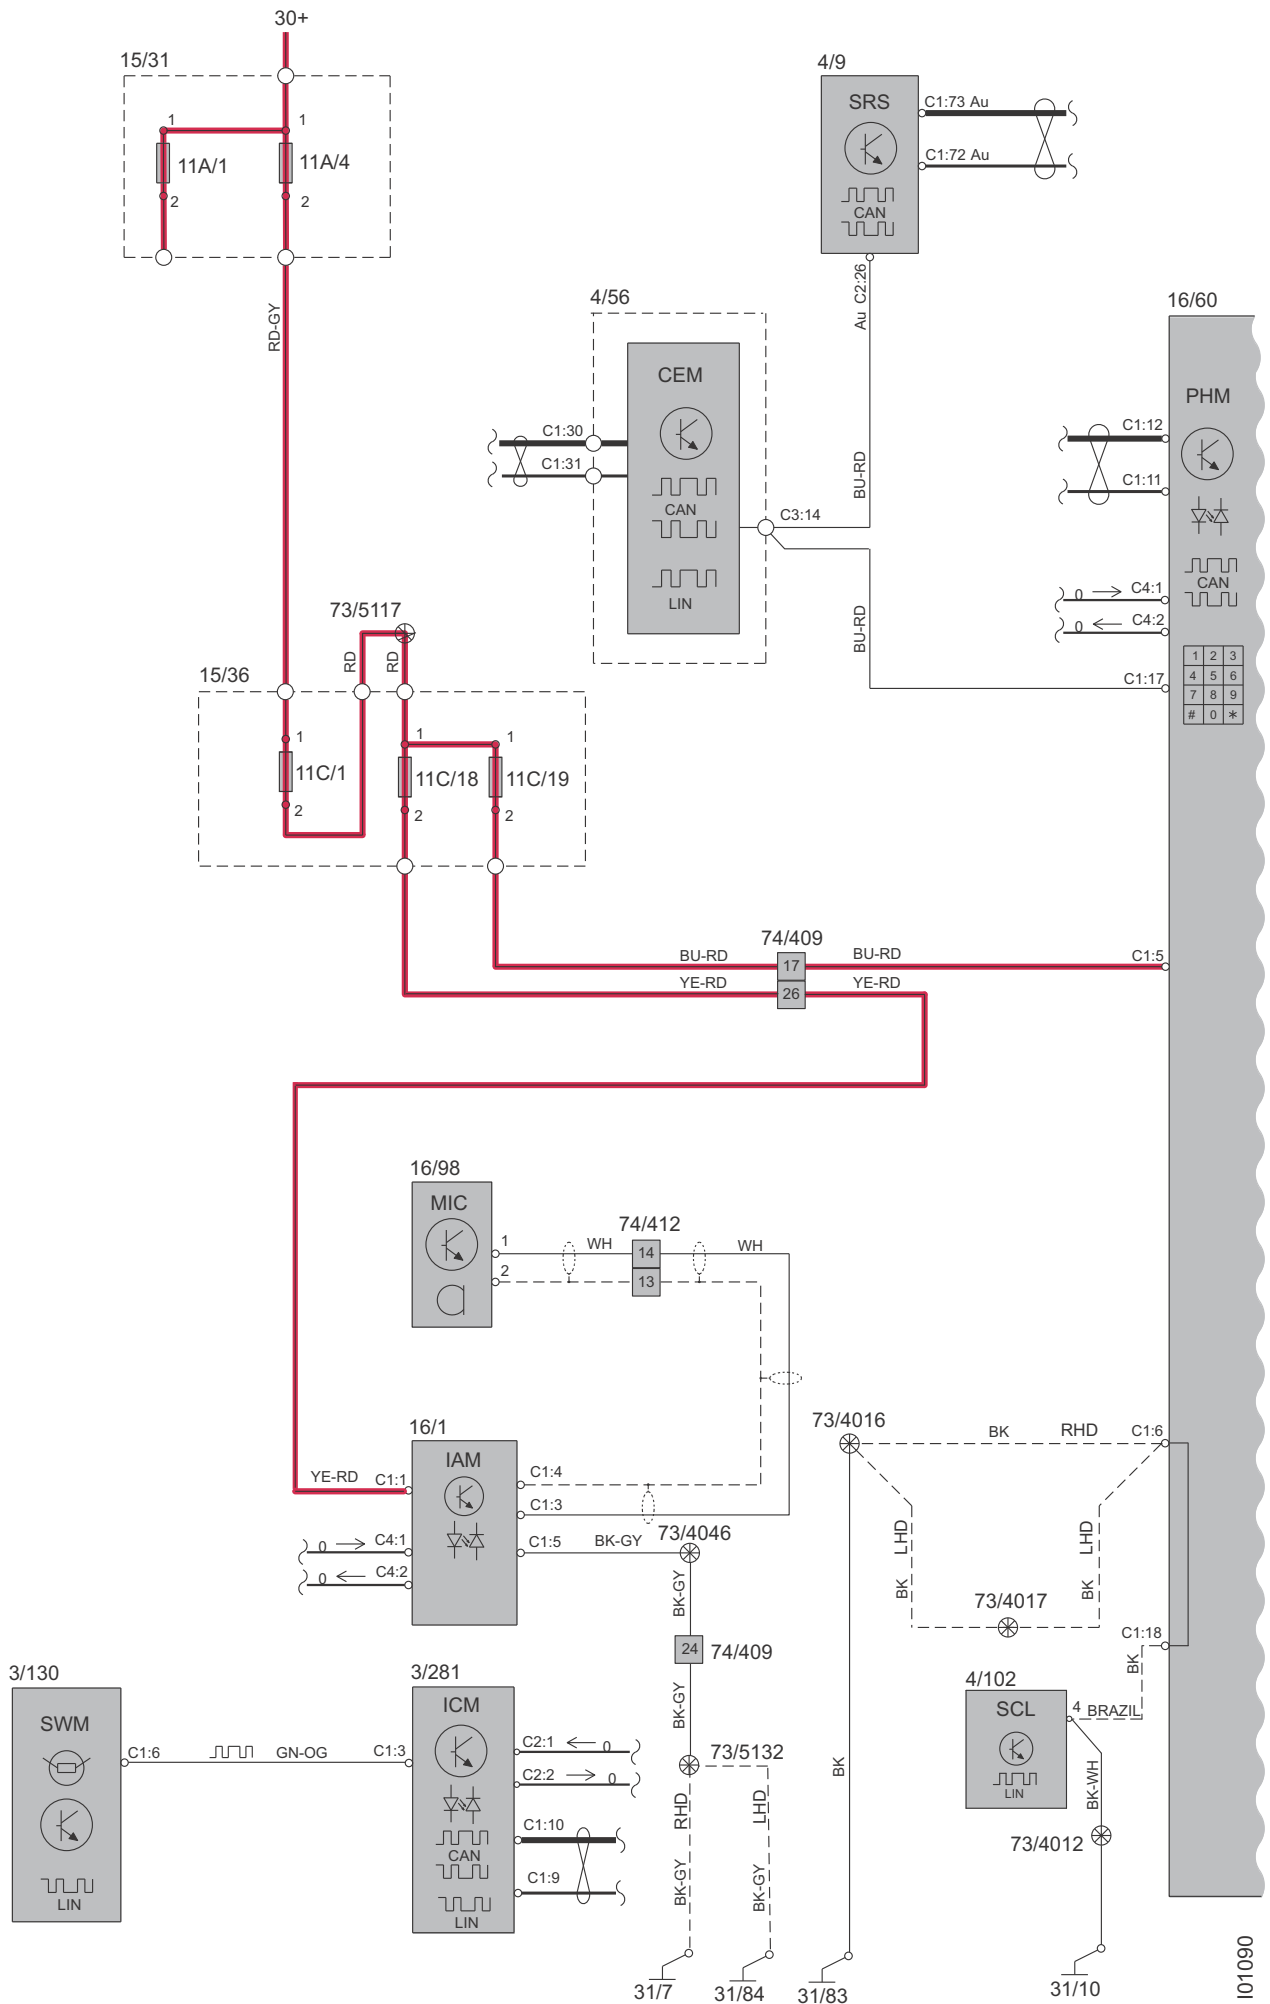 30+
15/31
1
1
11A/1
11A/4
2
2
RD-GY
4/9
SRS
CAN
C1:73 Au
C1:72 Au
Au C2:26
BU-RD
4/56
CEM
CAN
LIN
C1:30
C1:31
C3:14
BU-RD
16/60
PHM
C1:12
C1:11
CAN
0
C4:1
0
C4:2
C1:17
1 2 3
4 5 6
7 8 9
# 0 *
73/5117
RD
RD
15/36
1
1
1
11C/1
11C/18
11C/19
2
2
2
74/409
BU-RD
17
BU-RD
C1:5
YE-RD
26
YE-RD
16/98
MIC
1
2
74/412
WH
14
WH
13
16/1
IAM
YE-RD
C1:1
C1:4
C1:3
C1:5
BK-GY
73/4046
0
C4:1
0
C4:2
BK-GY
24
74/409
BK-GY
73/5132
RHD
LHD
BK-GY
BK-GY
31/7
31/84
73/4016
BK
RHD
C1:6
LHD
LHD
BK
BK
73/4017
C1:18
BK
BK
31/83
4/102
SCL
LIN
4
BRAZIL
BK-WH
73/4012
31/10
3/130
SWM
LIN
C1:6
GN-OG
C1:3
3/281
ICM
CAN
LIN
C2:1
0
C2:2
0
C1:10
C1:9
I01090